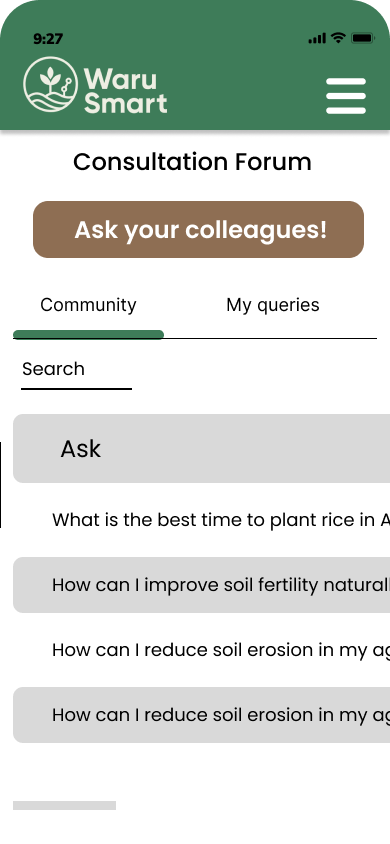 9:27
Waru
Smart
Consultation Forum
Ask your colleagues!
Community
My queries
Search
Ask
What is the best time to plant rice in A
How can I improve soil fertility natural
How can I reduce soil erosion in my ag
How can I reduce soil erosion in my ag